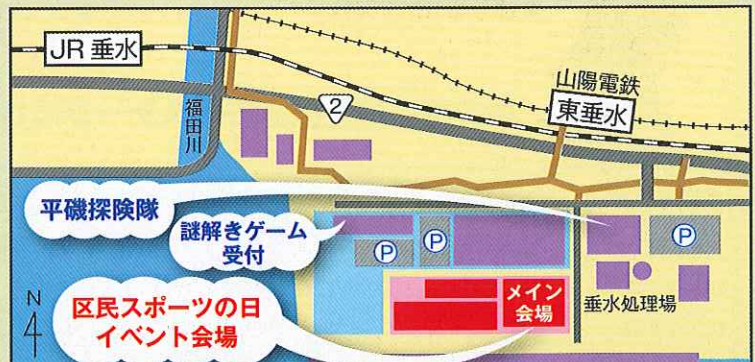 JR 垂水
山陽電鉄
東垂水
2
福田川
平磯探険隊
謎解きゲーム
受付
P
P
P
N
区民スポーツの日
イベント会場
メイン
会場
垂水処理場